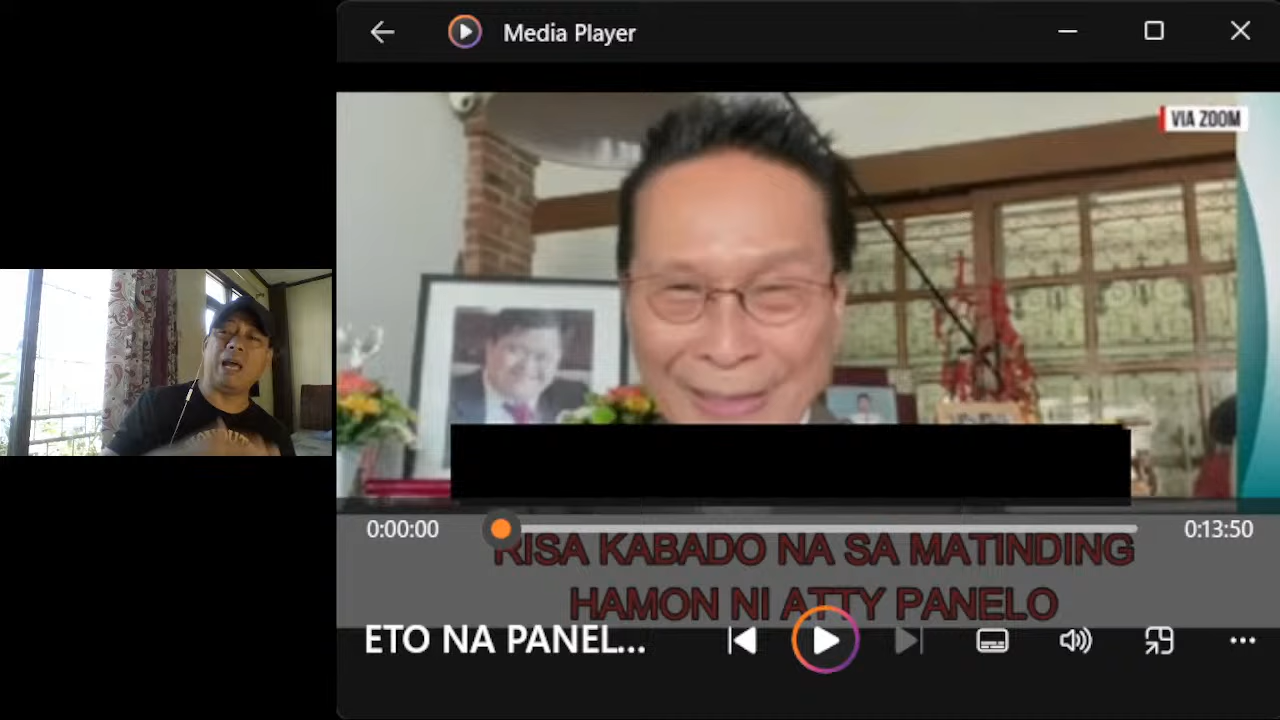 Media Player
VIA ZOOM
0:00:00
0:13:50
RISA KABADO NA SA MATINDING
HAMON NI ATTY PANELO
ETO NA PANEL...